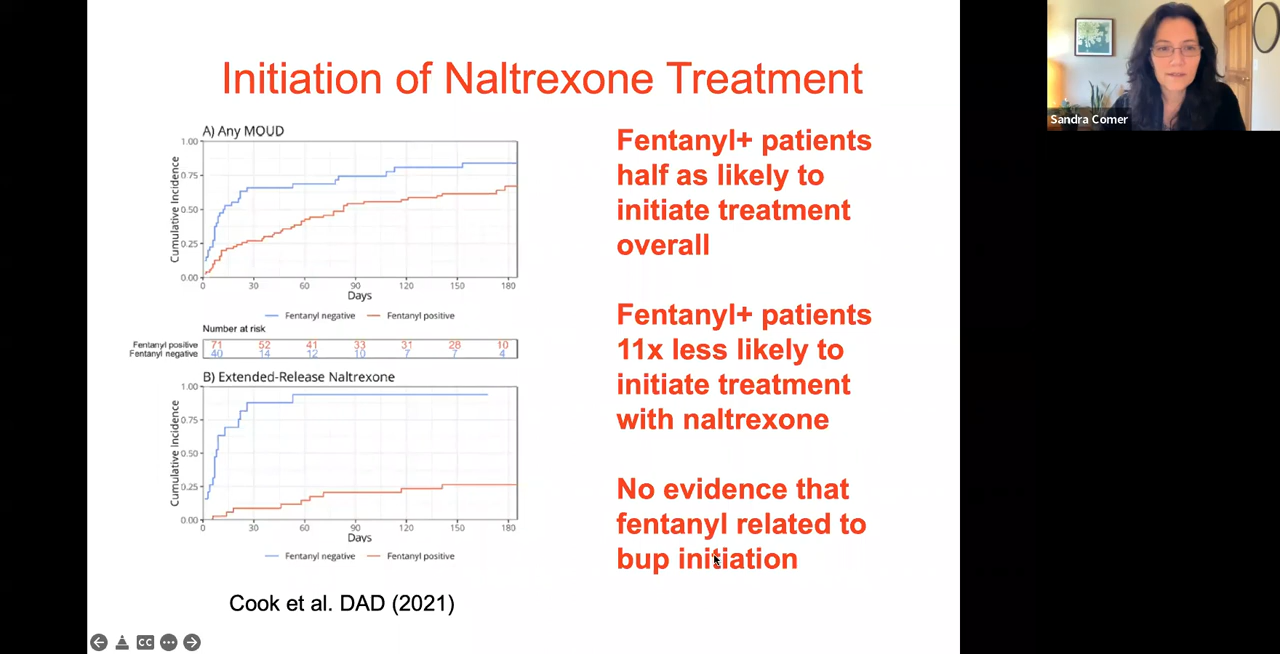 Initiation of Naltrexone Treatment
A) Any MOUD
1.00
0.75
0.50
0.25
0.00
Cumulative Incidence
0 30 60 90 120 150 180
Days
Fentanyl negative Fentanyl positive
Number at risk
Fentanyl positive 71 52 41 33 31 28 10
Fentanyl negative 40 14 12 10 7 7 4
B) Extended-Release Naltrexone
1.00
0.75
0.50
0.25
0.00
Cumulative Incidence
0 30 60 90 120 150 180
Days
Fentanyl negative Fentanyl positive
Cook et al. DAD (2021)
Fentanyl+ patients
half as likely to
initiate treatment
overall
Fentanyl+ patients
11x less likely to
initiate treatment
with naltrexone
No evidence that
fentanyl related to
bup initiation
CC
Sandra Comer